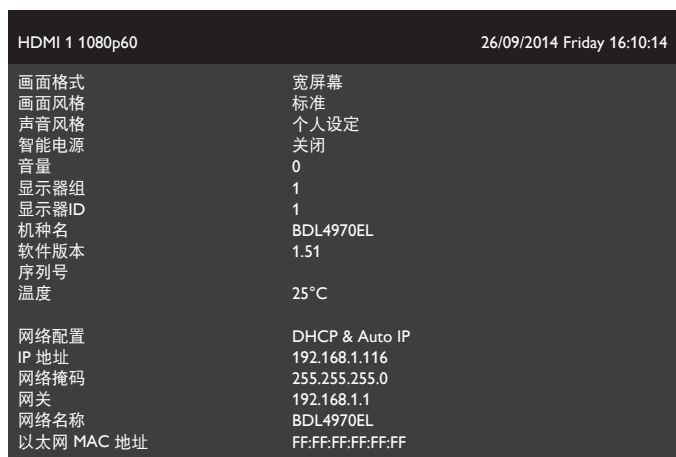 HDMI 1 1080p60 26/09/2014 Friday 16:10:14
画面格式 宽屏幕
画面风格 标准
声音风格 个人设定
智能电源 关闭
音量 0
显示器组 1
显示器ID 1
机种名 BDL4970EL
软件版本 1.51
序列号
温度 25°C
网络配置 DHCP & Auto IP
IP 地址 192.168.1.116
网络掩码 255.255.255.0
网关 192.168.1.1
网络名称 BDL4970EL
以太网 MAC 地址 FF:FF:FF:FF:FF:FF